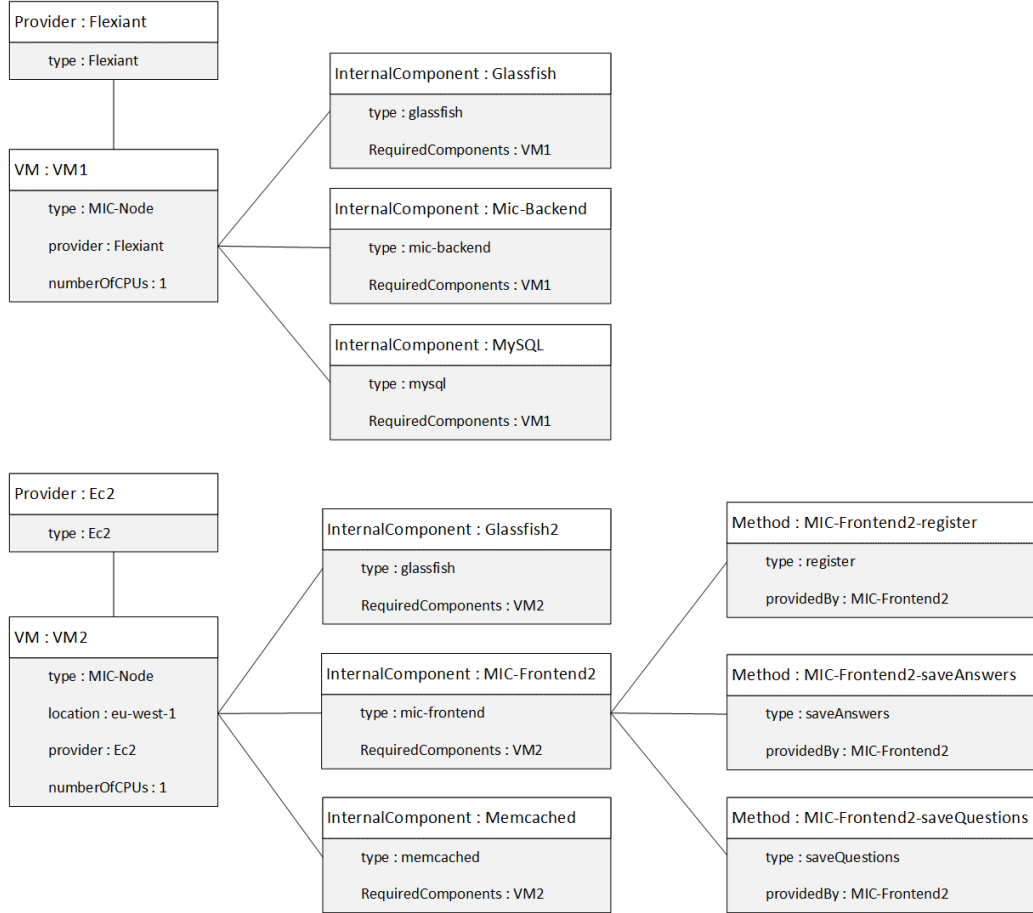 Provider : Flexiant
type : Flexiant
VM : VM1
type : MIC-Node
provider : Flexiant
numberOfCPUs : 1
InternalComponent : Glassfish
type : glassfish
RequiredComponents : VM1
InternalComponent : Mic-Backend
type : mic-backend
RequiredComponents : VM1
InternalComponent : MySQL
type : mysql
RequiredComponents : VM1
Provider : Ec2
type : Ec2
VM : VM2
type : MIC-Node
location : eu-west-1
provider : Ec2
numberOfCPUs : 1
InternalComponent : Glassfish2
type : glassfish
RequiredComponents : VM2
InternalComponent : MIC-Frontend2
type : mic-frontend
RequiredComponents : VM2
InternalComponent : Memcached
type : memcached
RequiredComponents : VM2
Method : MIC-Frontend2-register
type : register
providedBy : MIC-Frontend2
Method : MIC-Frontend2-saveAnswers
type : saveAnswers
providedBy : MIC-Frontend2
Method : MIC-Frontend2-saveQuestions
type : saveQuestions
providedBy : MIC-Frontend2